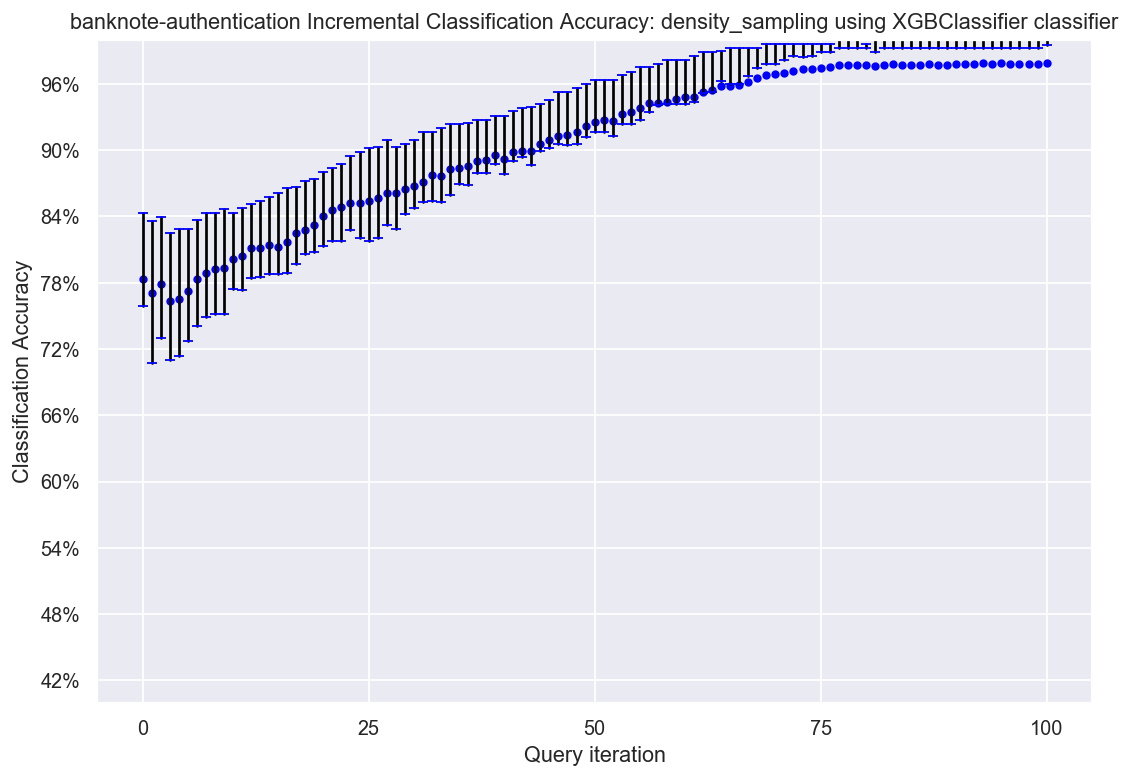 banknote-authentication Incremental Classification Accuracy: density_sampling using XGBClassifier classifier
96%
90%
84%
78%
72%
66%
60%
54%
48%
42%
Classification Accuracy
0 25 50 75 100
Query iteration